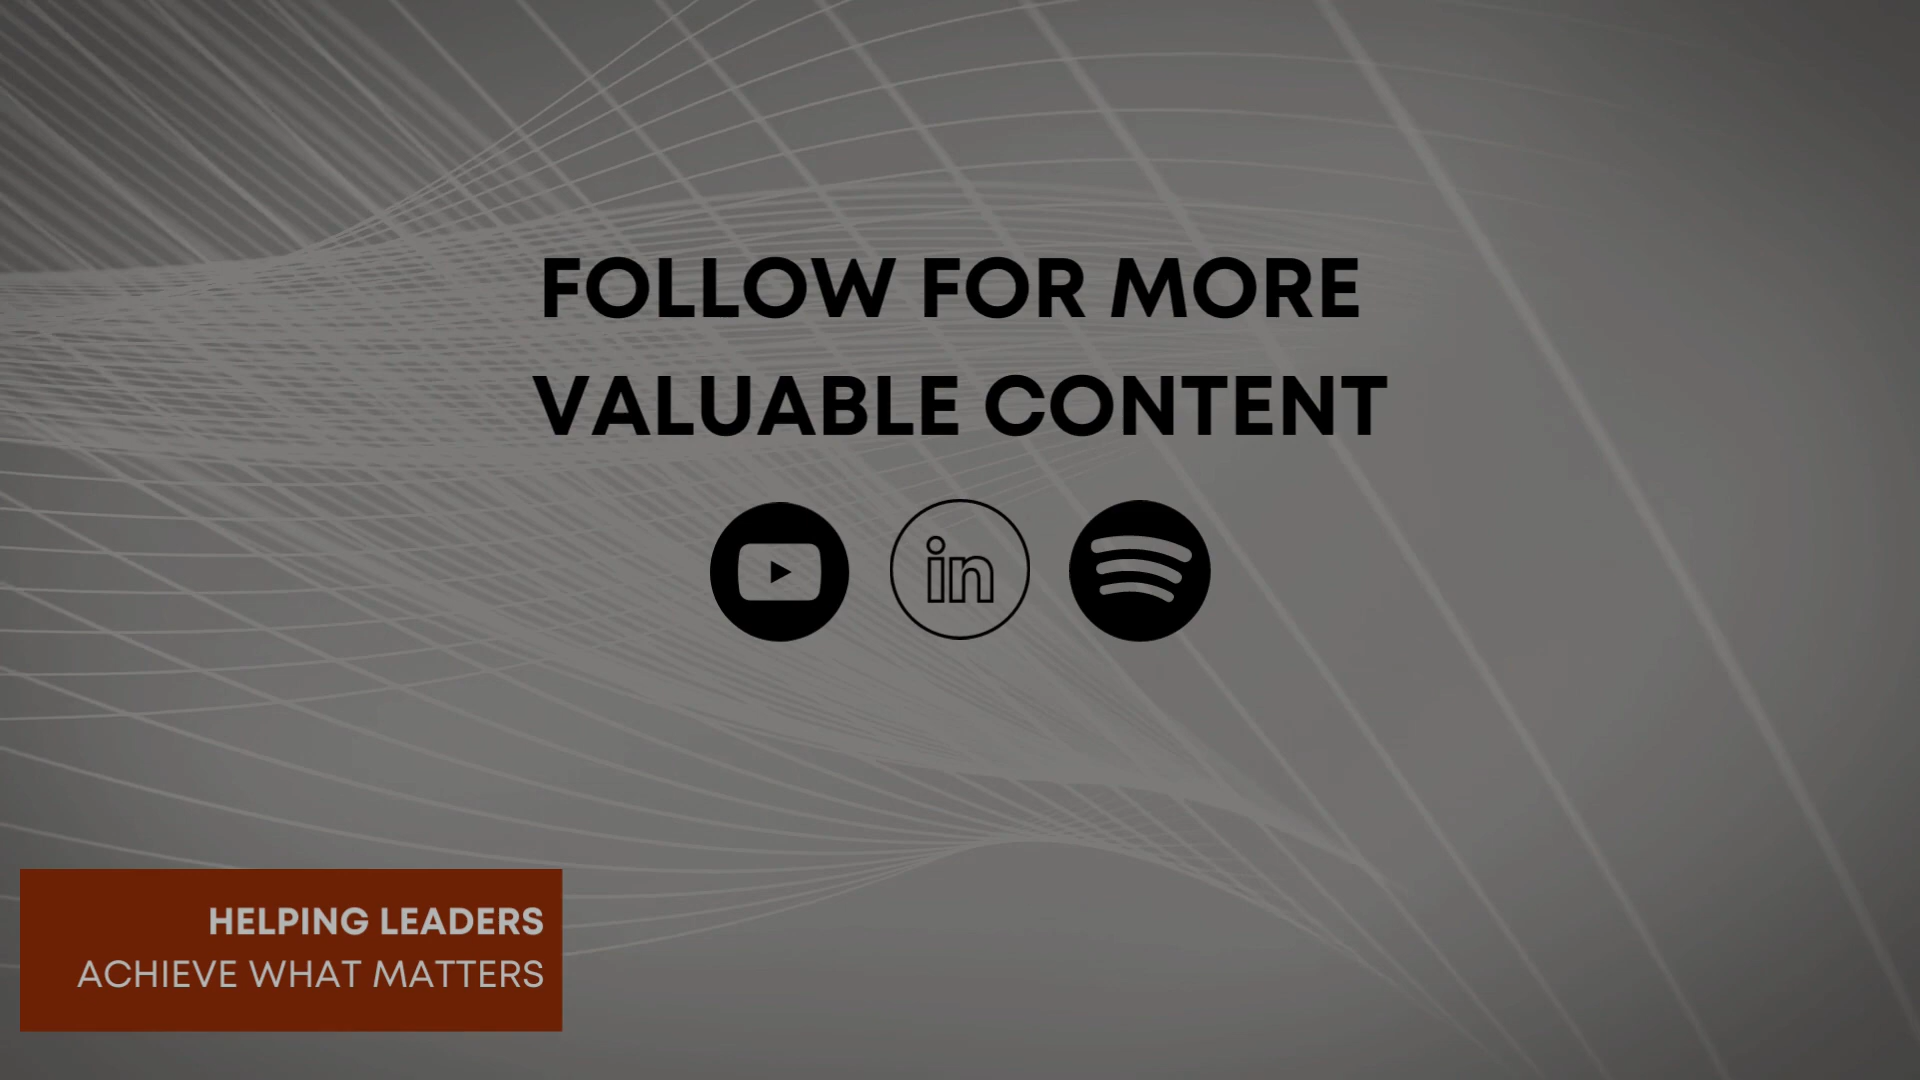 FOLLOW FOR MORE
VALUABLE CONTENT
in
HELPING LEADERS
ACHIEVE WHAT MATTERS